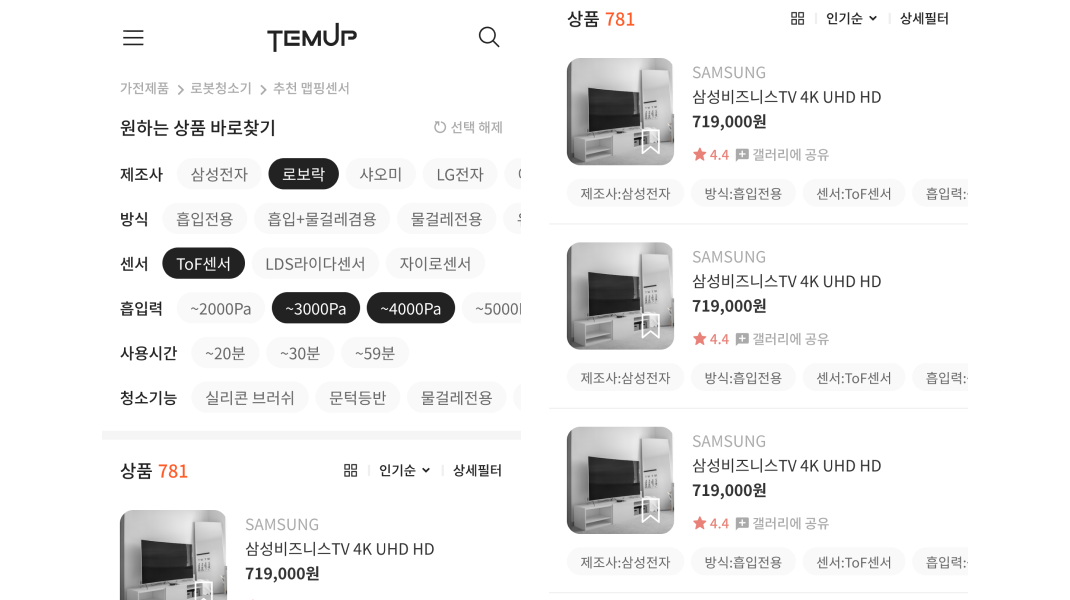 TEMUP
가전제품 > 로봇청소기 > 추천 맵핑센서
원하는 상품 바로찾기 선택 해제
제조사 삼성전자 로보락 샤오미 LG전자
방식 흡입전용 흡입+물걸레겸용 물걸레전용
센서 ToF센서 LDS라이다센서 자이로센서
흡입력 ~2000Pa ~3000Pa ~4000Pa ~5000
사용시간 ~20분 ~30분 ~59분
청소기능 실리콘 브러쉬 문턱등반 물걸레전용
상품 781 인기순 상세필터
SAMSUNG
삼성비즈니스TV 4K UHD HD
719,000원
상품 781 인기순 상세필터
SAMSUNG
삼성비즈니스TV 4K UHD HD
719,000원
4.4 갤러리에 공유
제조사:삼성전자 방식:흡입전용 센서:ToF센서 흡입력:
SAMSUNG
삼성비즈니스TV 4K UHD HD
719,000원
4.4 갤러리에 공유
제조사:삼성전자 방식:흡입전용 센서:ToF센서 흡입력:
SAMSUNG
삼성비즈니스TV 4K UHD HD
719,000원
4.4 갤러리에 공유
제조사:삼성전자 방식:흡입전용 센서:ToF센서 흡입력: